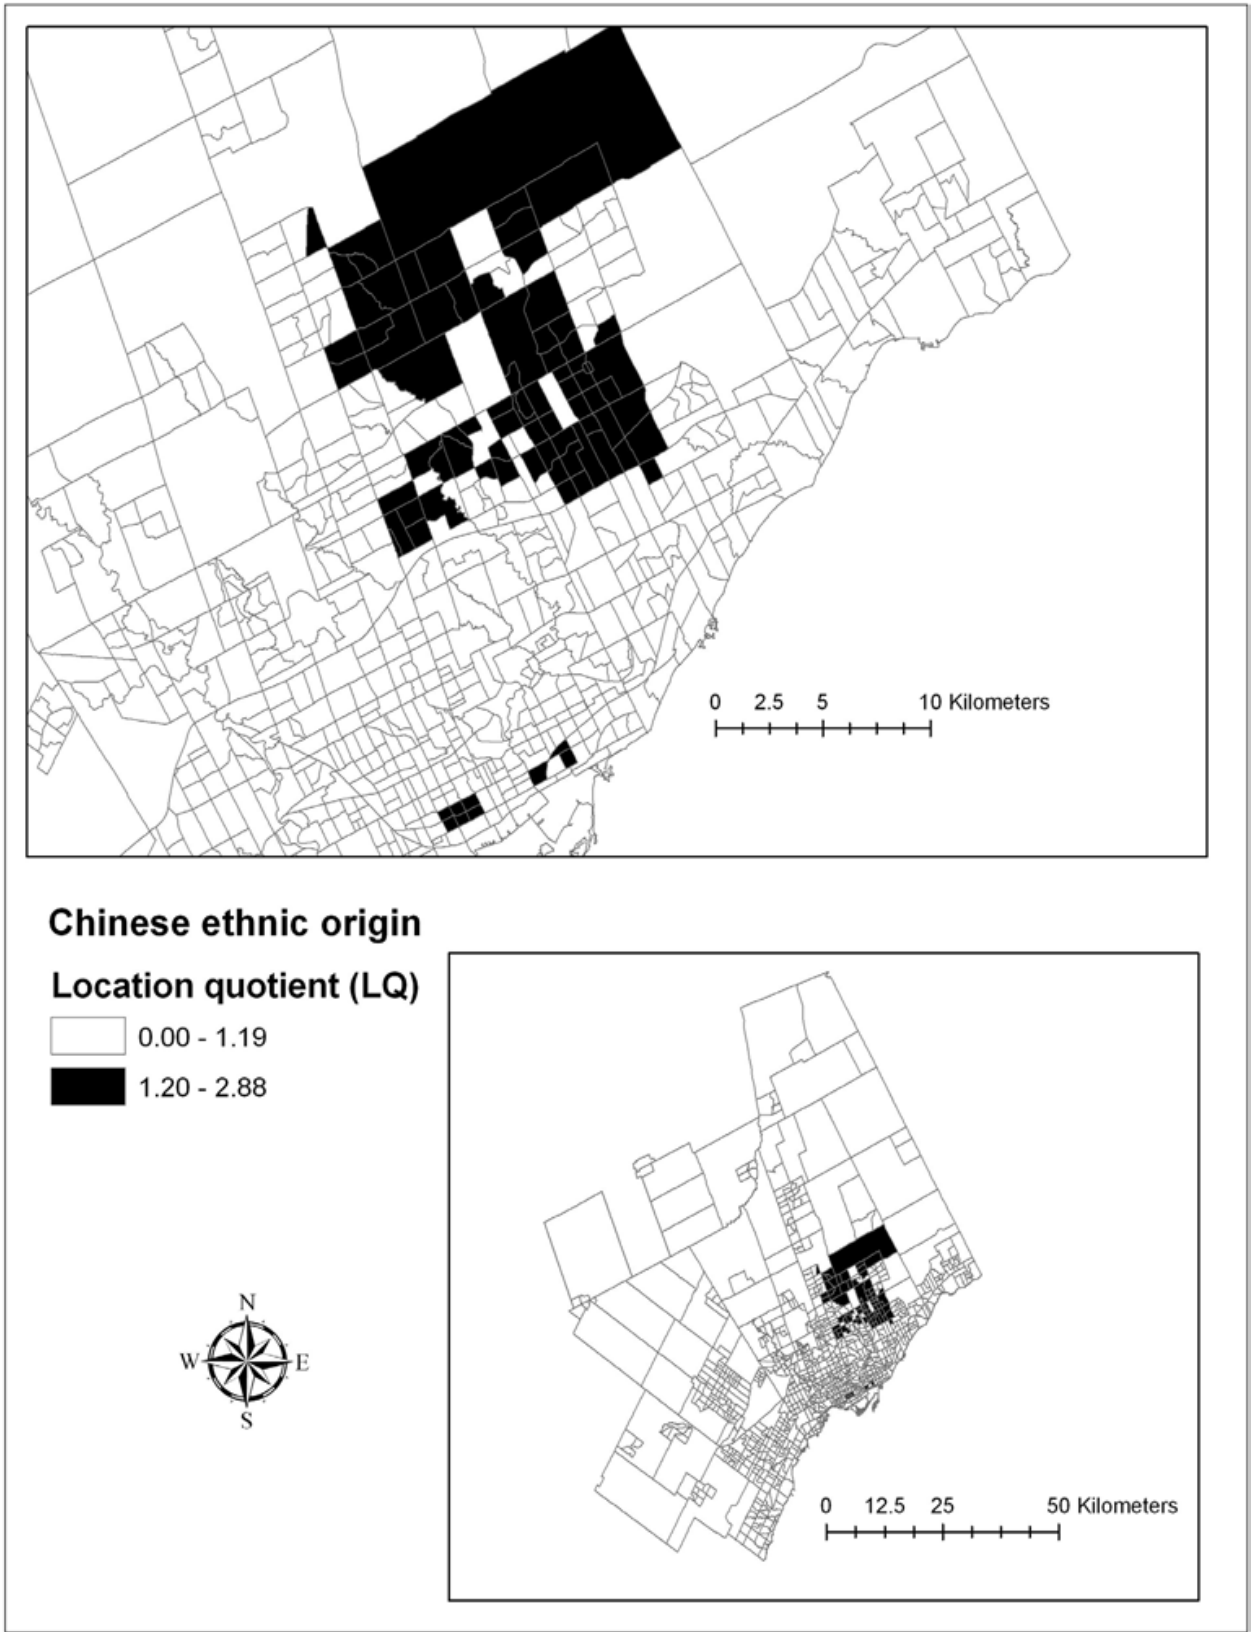 0 2.5 5 10 Kilometers
Chinese ethnic origin
Location quotient (LQ)
0.00 - 1.19
1.20 - 2.88
N
W E
S
0 12.5 25 50 Kilometers